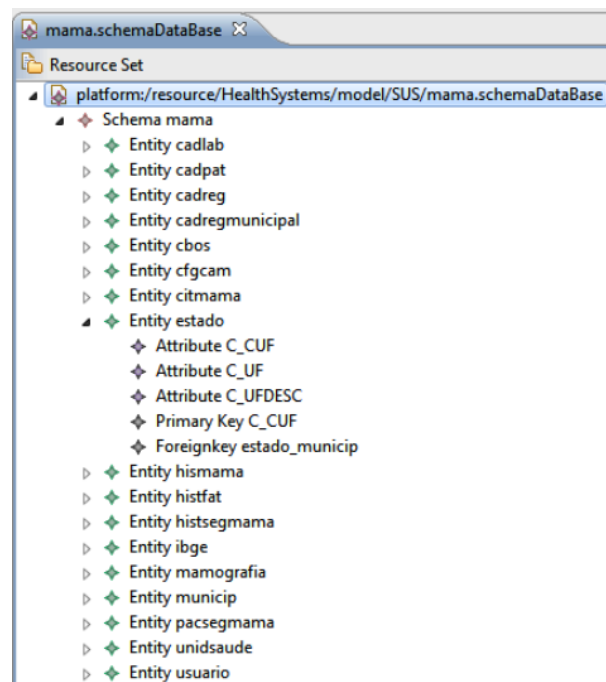 mama.schemaDataBase
Resource Set
platform:/resource/HealthSystems/model/SUS/mama.schemaDataBase
Schema mama
Entity cadlab
Entity cadpat
Entity cadreg
Entity cadregmunicipal
Entity cbos
Entity cfgcam
Entity citmama
Entity estado
Attribute C_CUF
Attribute C_UF
Attribute C_UFDESC
Primary Key C_CUF
Foreignkey estado_municip
Entity hismama
Entity histfat
Entity histsegmama
Entity ibge
Entity mamografia
Entity municip
Entity pacsegmama
Entity unidsaude
Entity usuario